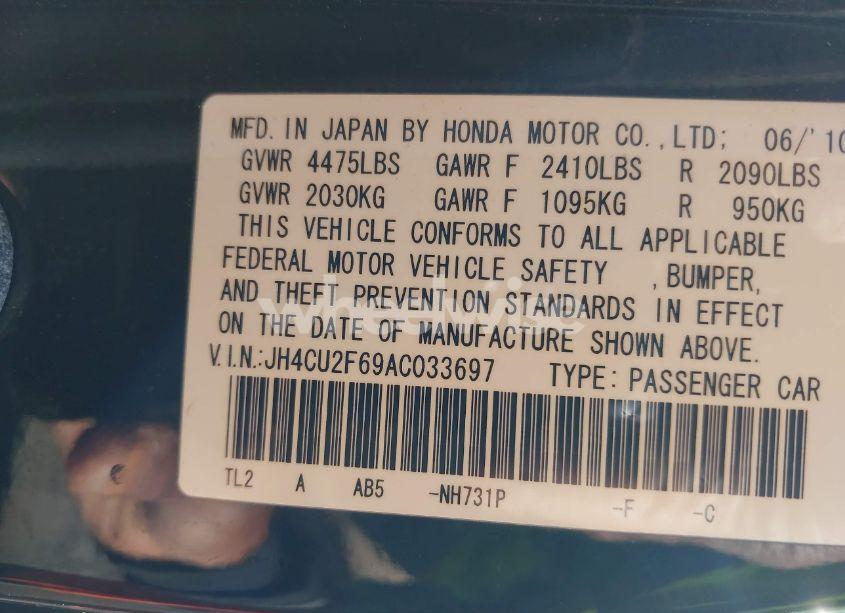 MFD. IN JAPAN BY HONDA MOTOR CO.,LTD; 06/'10
GVWR 4475LBS GAWR F 2410LBS R 2090LBS
GVWR 2030KG GAWR F 1095KG R 950KG
THIS VEHICLE CONFORMS TO ALL APPLICABLE
FEDERAL MOTOR VEHICLE SAFETY , BUMPER,
AND THEFT PREVENTION STANDARDS IN EFFECT
ON THE DATE OF MANUFACTURE SHOWN ABOVE.
wheelwise
V.I.N.:JH4CU2F69AC033697 TYPE: PASSENGER CAR
TL2 A AB5 -NH731P -F -C